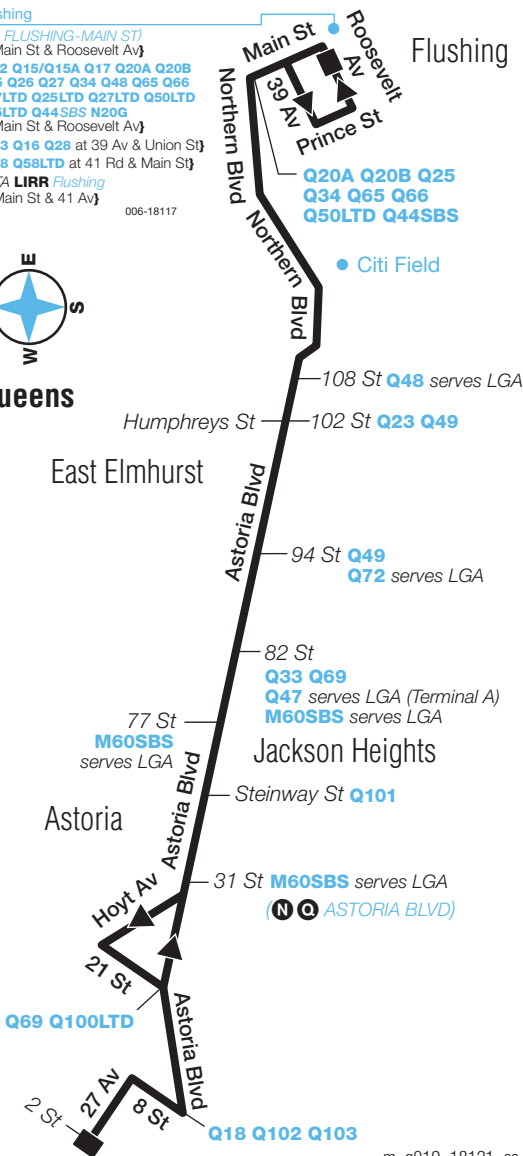 shing
FLUSHING-MAIN ST)
Main St & Roosevelt Av}
2 Q15/Q15A Q17 Q20A Q20B
Q26 Q27 Q34 Q48 Q65 Q66
LTD Q25LTD Q27LTD Q50LTD
LTD Q44SBS N20G
Main St & Roosevelt Av}
3 Q16 Q28 at 39 Av & Union St}
8 Q58LTD at 41 Rd & Main St}
TA LIRR Flushing
Main St & 41 Av}
006-18117
E
S
W
ueens
Main St
Roosevelt
Av
39 Av
Prince St
Flushing
Northern Blvd
Q20A Q20B Q25
Q34 Q65 Q66
Q50LTD Q44SBS
Northern
Blvd
Citi Field
108 St Q48 serves LGA
Humphreys St
102 St Q23 Q49
East Elmhurst
Astoria Blvd
94 St Q49
Q72 serves LGA
82 St
Q33 Q69
Q47 serves LGA (Terminal A)
M60SBS serves LGA
77 St
M60SBS
serves LGA
Jackson Heights
Astoria Blvd
Steinway St Q101
Astoria
31 St M60SBS serves LGA
(N Q ASTORIA BLVD)
Hoyt Av
21 St
Q69 Q100LTD
Astoria Blvd
27 Av
8 St
2 St
Q18 Q102 Q103